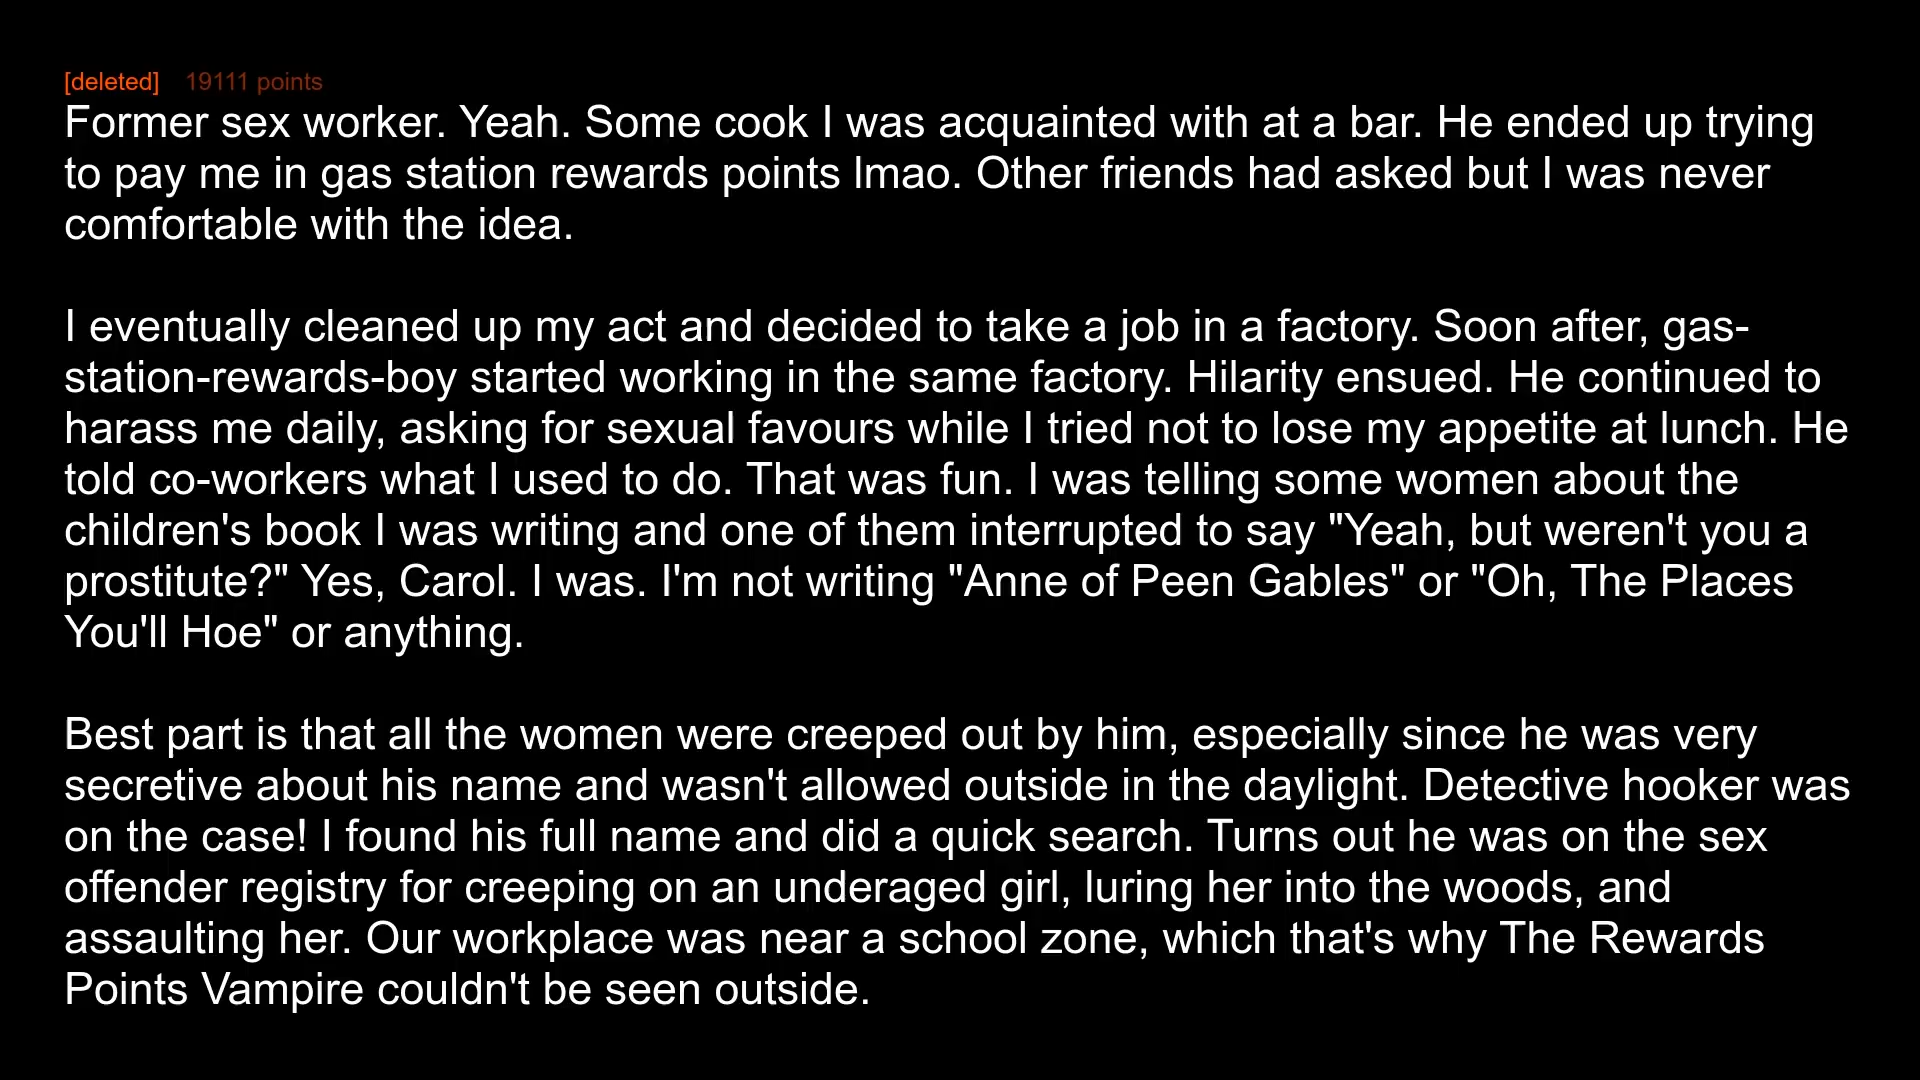 [deleted] 19111 points
Former sex worker. Yeah. Some cook I was acquainted with at a bar. He ended up trying
to pay me in gas station rewards points lmao. Other friends had asked but I was never
comfortable with the idea.
I eventually cleaned up my act and decided to take a job in a factory. Soon after, gas-
station-rewards-boy started working in the same factory. Hilarity ensued. He continued to
harass me daily, asking for sexual favours while I tried not to lose my appetite at lunch. He
told co-workers what I used to do. That was fun. I was telling some women about the
children's book I was writing and one of them interrupted to say "Yeah, but weren't you a
prostitute?" Yes, Carol. I was. I'm not writing "Anne of Peen Gables" or "Oh, The Places
You'll Hoe" or anything.
Best part is that all the women were creeped out by him, especially since he was very
secretive about his name and wasn't allowed outside in the daylight. Detective hooker was
on the case! I found his full name and did a quick search. Turns out he was on the sex
offender registry for creeping on an underaged girl, luring her into the woods, and
assaulting her. Our workplace was near a school zone, which that's why The Rewards
Points Vampire couldn't be seen outside.